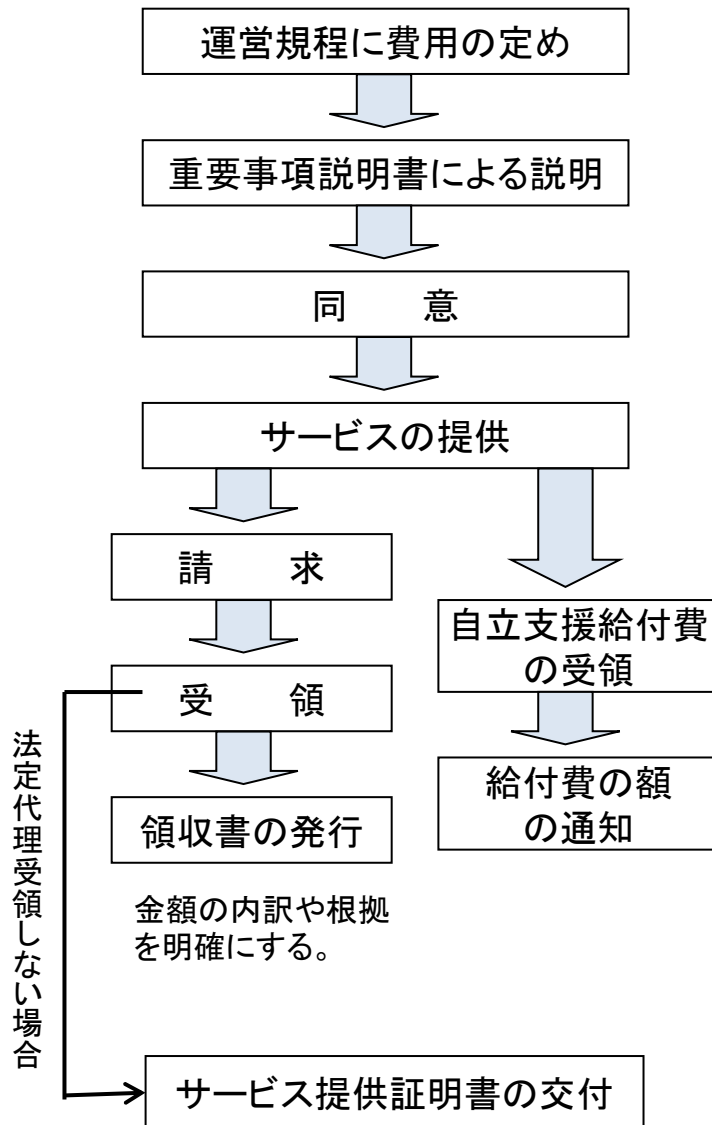 運営規程に費用の定め
重要事項説明書による説明
同　　意
サービスの提供
請　　求
受　　領
領収書の発行
金額の内訳や根拠
を明確にする。
自立支援給付費
の受領
給付費の額
の通知
法定代理受領しない場合
サービス提供証明書の交付